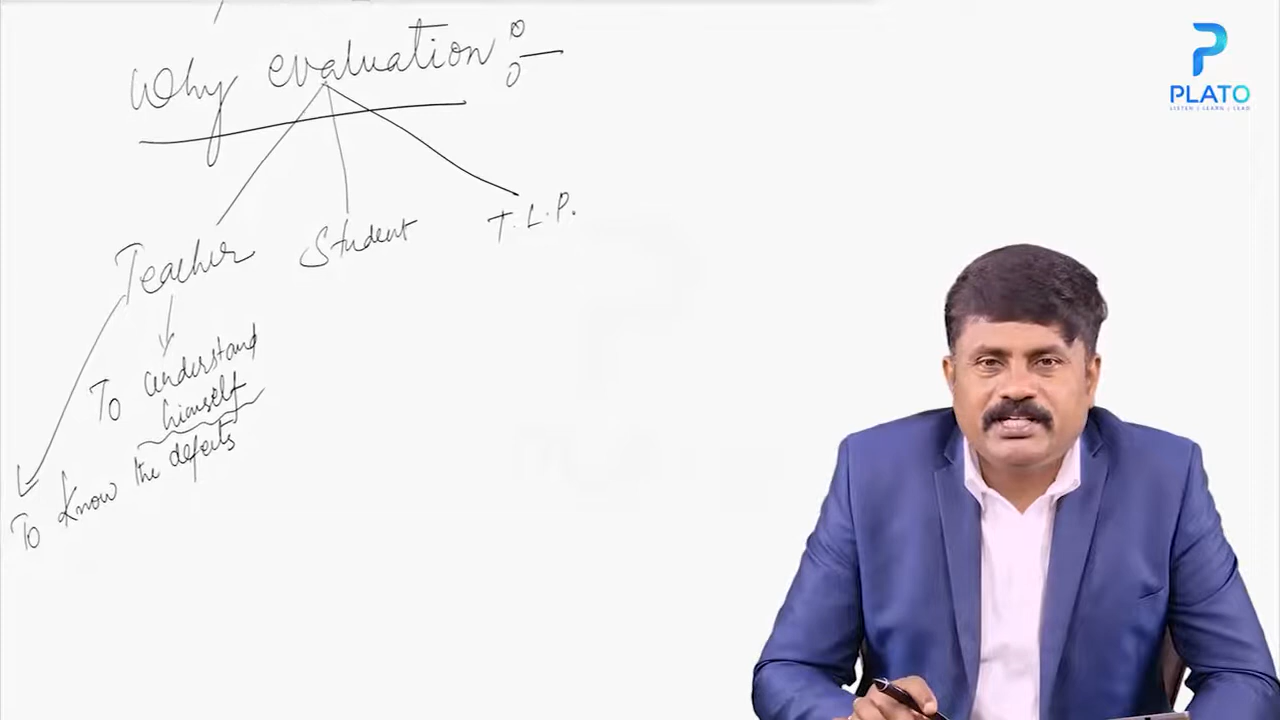 Why evaluation :-
Teacher
Student
T.L.P.
To understand
himself
To know the defects
PLATO
LISTEN | LEARN | LEAD